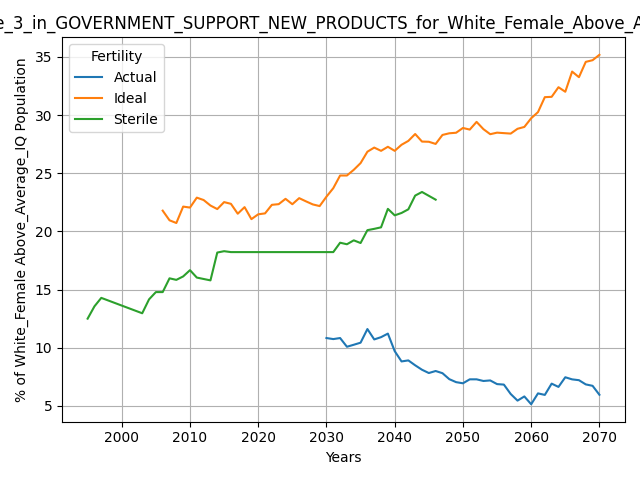 e_3_in_GOVERNMENT_SUPPORT_NEW_PRODUCTS_for_White_Female_Above_A
Fertility
Actual
Ideal
Sterile
% of White_Female Above_Average_IQ Population
35
30
25
20
15
10
5
2000 2010 2020 2030 2040 2050 2060 2070
Years